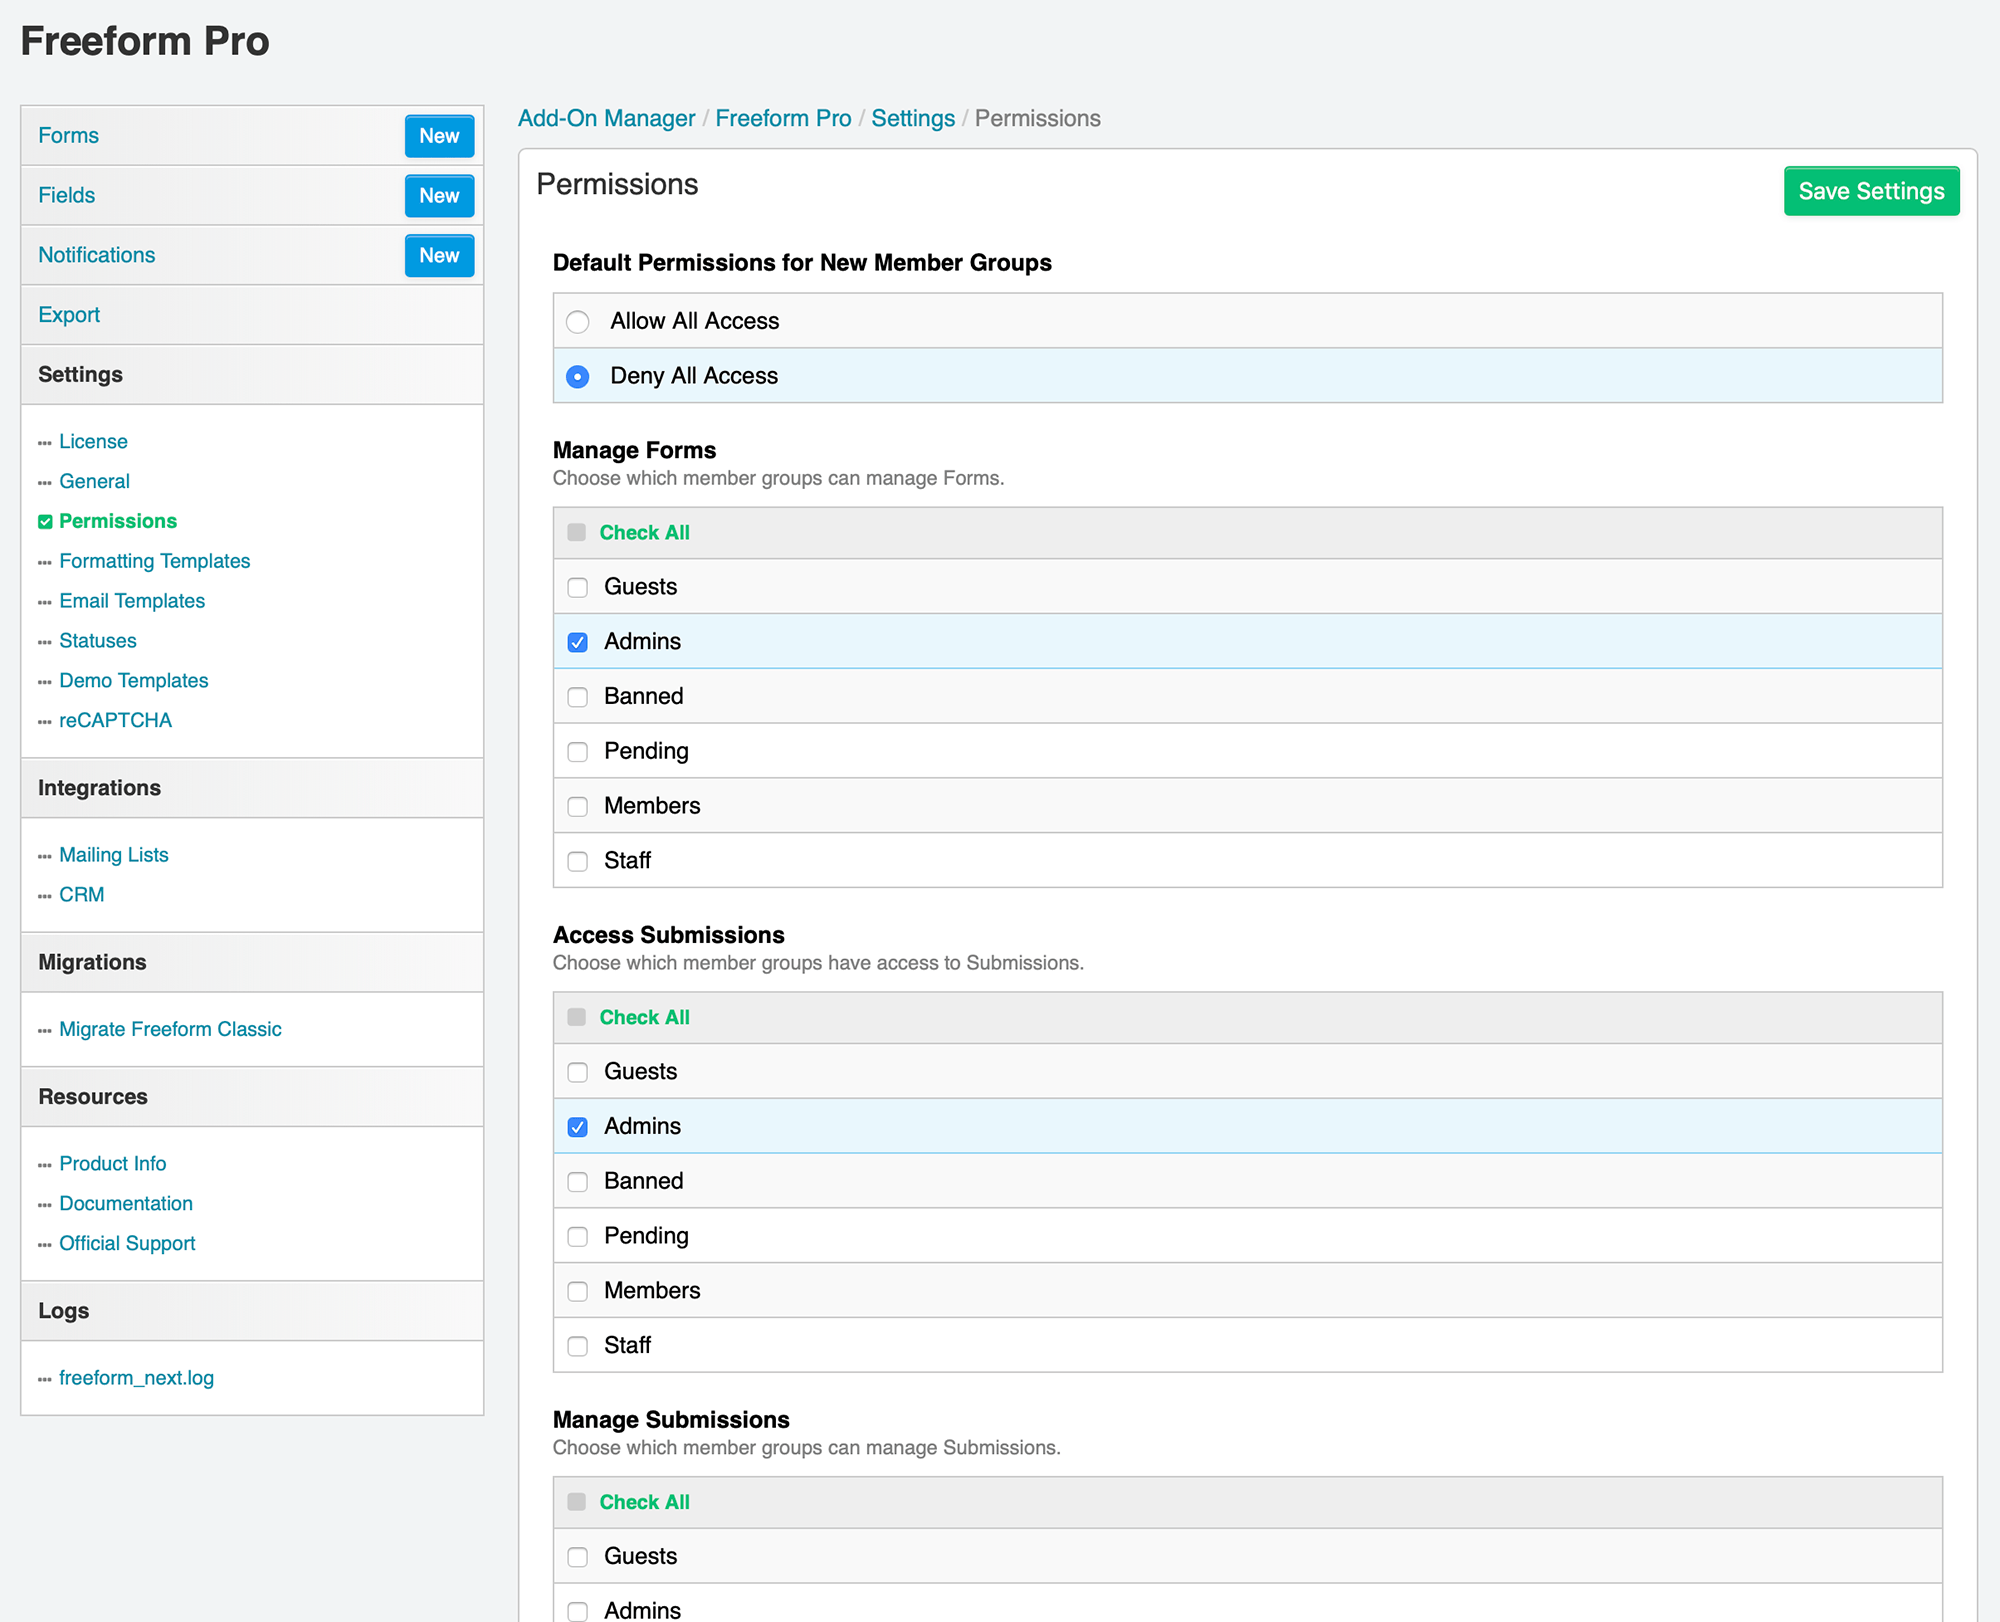 Freeform Pro
Forms
New
Fields
New
Notifications
New
Export
Settings
License
General
Permissions
Formatting Templates
Email Templates
Statuses
Demo Templates
reCAPTCHA
Integrations
Mailing Lists
CRM
Migrations
Migrate Freeform Classic
Resources
Product Info
Documentation
Official Support
Logs
freeform_next.log
Add-On Manager / Freeform Pro / Settings / Permissions
Permissions
Save Settings
Default Permissions for New Member Groups
Allow All Access
Deny All Access
Manage Forms
Choose which member groups can manage Forms.
Check All
Guests
Admins
Banned
Pending
Members
Staff
Access Submissions
Choose which member groups have access to Submissions.
Check All
Guests
Admins
Banned
Pending
Members
Staff
Manage Submissions
Choose which member groups can manage Submissions.
Check All
Guests
Admins